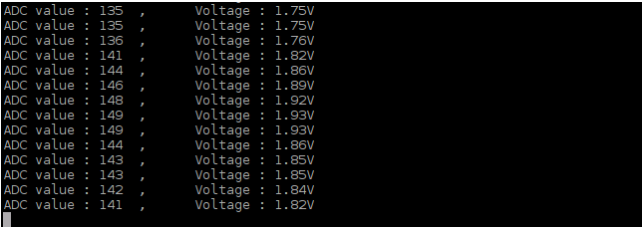 ADC value : 135  ,      Voltage : 1.75V
ADC value : 135  ,      Voltage : 1.75V
ADC value : 136  ,      Voltage : 1.76V
ADC value : 141  ,      Voltage : 1.82V
ADC value : 144  ,      Voltage : 1.86V
ADC value : 146  ,      Voltage : 1.89V
ADC value : 148  ,      Voltage : 1.92V
ADC value : 149  ,      Voltage : 1.93V
ADC value : 149  ,      Voltage : 1.93V
ADC value : 144  ,      Voltage : 1.86V
ADC value : 143  ,      Voltage : 1.85V
ADC value : 143  ,      Voltage : 1.85V
ADC value : 142  ,      Voltage : 1.84V
ADC value : 141  ,      Voltage : 1.82V